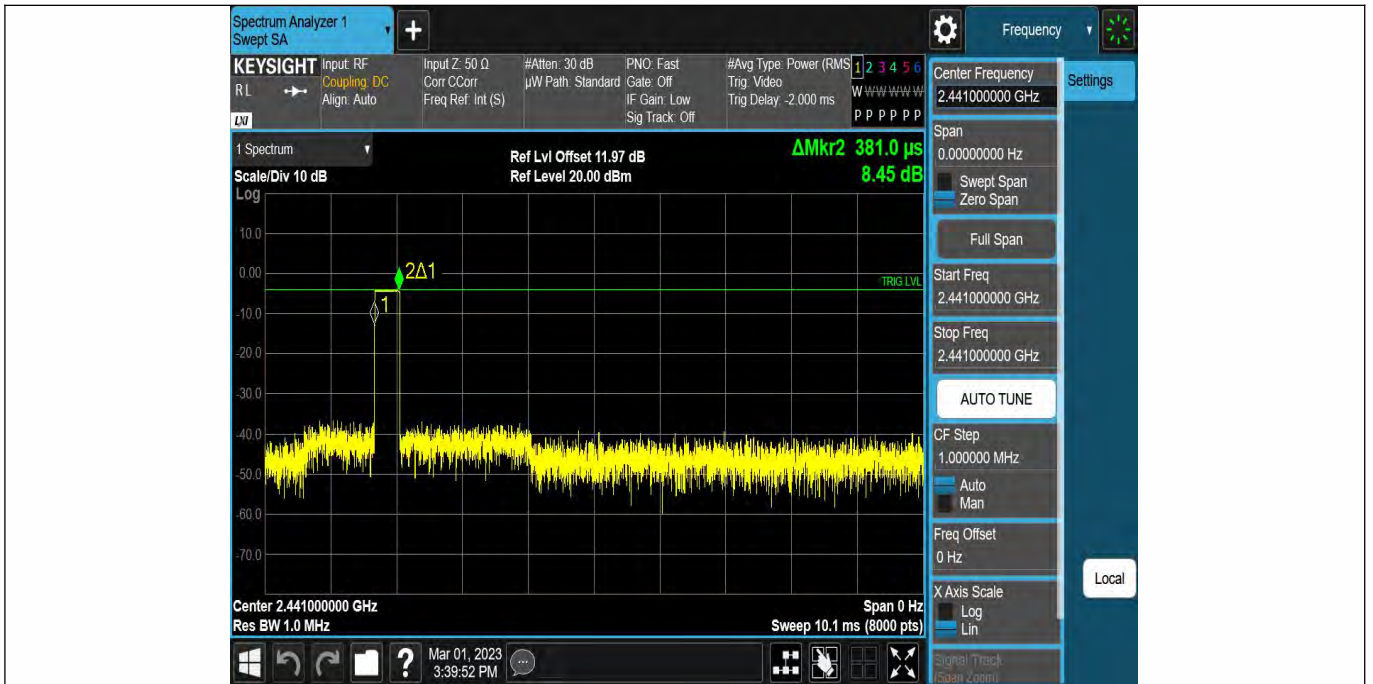 Spectrum Analyzer 1
Swept SA
+
Frequency
KEYSIGHT
RL
LXI
Input: RF
Coupling: DC
Align: Auto
Input Z: 50 Ω
Corr CCorr
Freq Ref: Int (S)
#Atten: 30 dB
µW Path: Standard
PNO: Fast
Gate: Off
IF Gain: Low
Sig Track: Off
#Avg Type: Power (RMS
Trig: Video
Trig Delay: -2.000 ms
1 2 3 4 5 6
W W W W W W
P P P P P P
1 Spectrum
Scale/Div 10 dB
Ref Lvl Offset 11.97 dB
Ref Level 20.00 dBm
ΔMkr2 381.0 µs
8.45 dB
Log
10.0
0.00
-10.0
-20.0
-30.0
-40.0
-50.0
-60.0
-70.0
2Δ1
1
TRIG LVL
Center 2.441000000 GHz
Res BW 1.0 MHz
Span 0 Hz
Sweep 10.1 ms (8000 pts)
Center Frequency
2.441000000 GHz
Settings
Span
0.00000000 Hz
Swept Span
Zero Span
Full Span
Start Freq
2.441000000 GHz
Stop Freq
2.441000000 GHz
AUTO TUNE
CF Step
1.000000 MHz
Auto
Man
Freq Offset
0 Hz
X Axis Scale
Log
Lin
Signal Track
(Span Zoom)
Local
?
Mar 01, 2023
3:39:52 PM